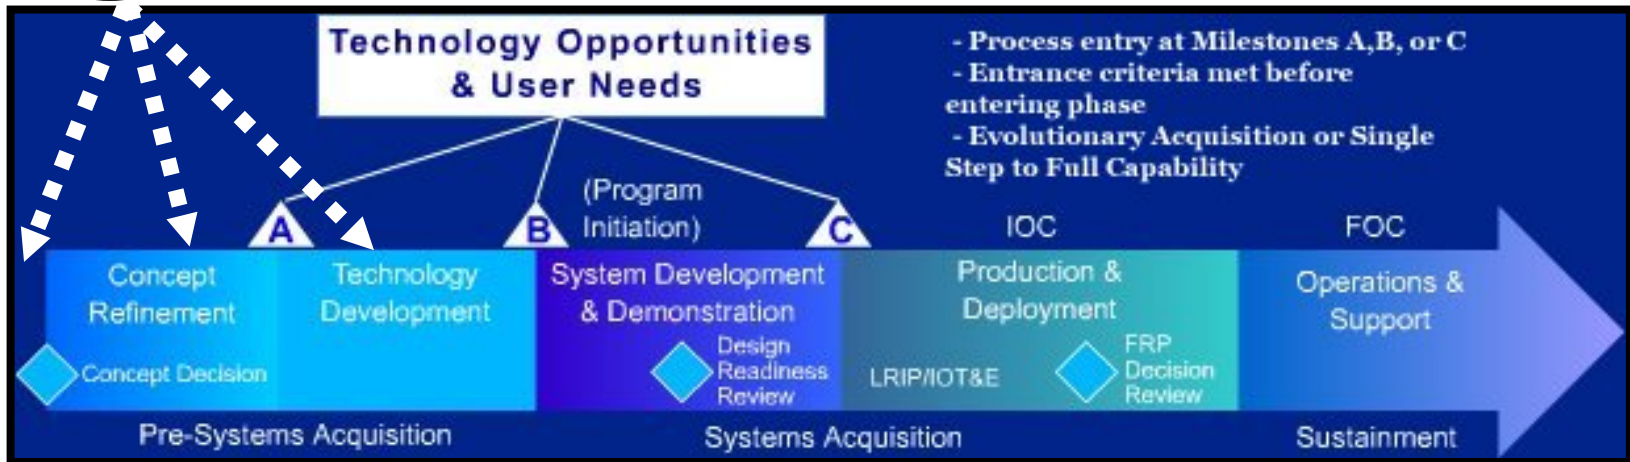 Technology Opportunities
& User Needs
- Process entry at Milestones A,B, or C
- Entrance criteria met before
entering phase
- Evolutionary Acquisition or Single
Step to Full Capability
(Program
Initiation)
A
B
C
IOC
FOC
Concept
Refinement
Technology
Development
System Development
& Demonstration
Production &
Deployment
Operations &
Support
Concept Decision
Design
Readiness
Review
LRIP/IOT&E
FRP
Decision
Review
Pre-Systems Acquisition
Systems Acquisition
Sustainment